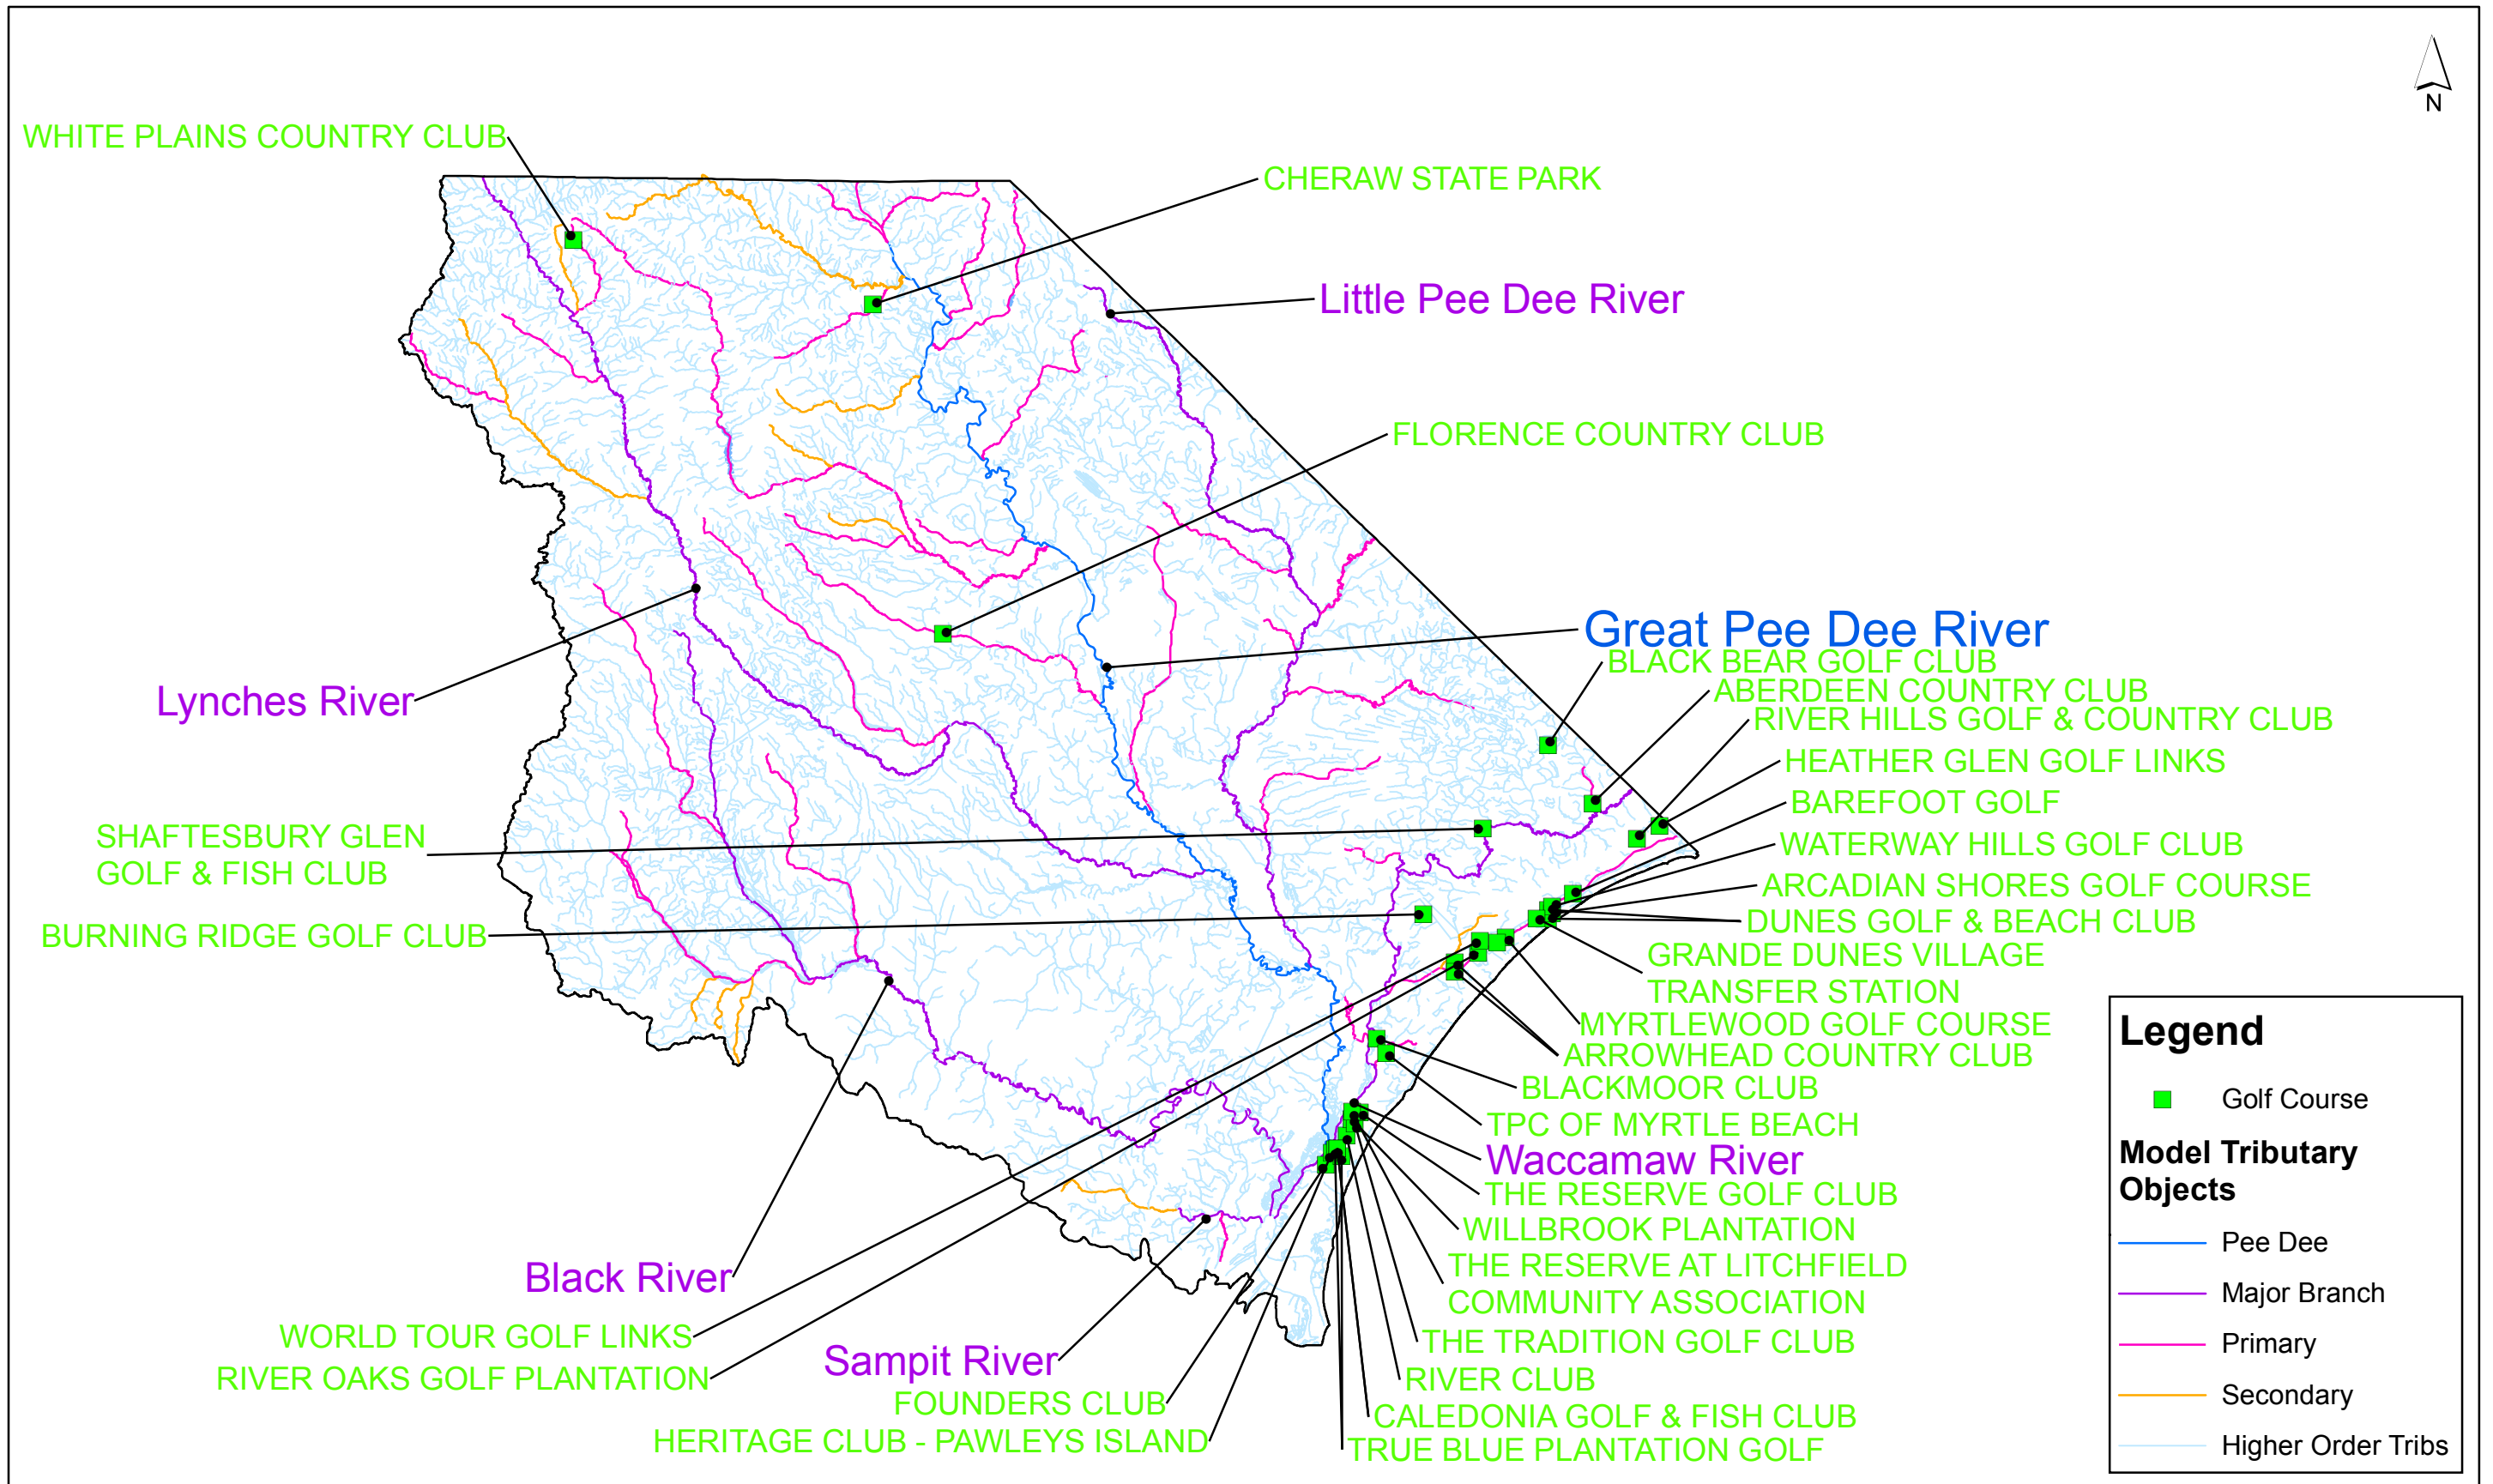 N
WHITE PLAINS COUNTRY CLUB
CHERAW STATE PARK
Little Pee Dee River
FLORENCE COUNTRY CLUB
Great Pee Dee River
BLACK BEAR GOLF CLUB
ABERDEEN COUNTRY CLUB
Lynches River
RIVER HILLS GOLF & COUNTRY CLUB
HEATHER GLEN GOLF LINKS
BAREFOOT GOLF
SHAFTESBURY GLEN
GOLF & FISH CLUB
WATERWAY HILLS GOLF CLUB
ARCADIAN SHORES GOLF COURSE
DUNES GOLF & BEACH CLUB
BURNING RIDGE GOLF CLUB
GRANDE DUNES VILLAGE
TRANSFER STATION
MYRTLEWOOD GOLF COURSE
ARROWHEAD COUNTRY CLUB
BLACKMOOR CLUB
TPC OF MYRTLE BEACH
Waccamaw River
THE RESERVE GOLF CLUB
WILLBROOK PLANTATION
THE RESERVE AT LITCHFIELD
COMMUNITY ASSOCIATION
Black River
WORLD TOUR GOLF LINKS
THE TRADITION GOLF CLUB
Sampit River
RIVER OAKS GOLF PLANTATION
RIVER CLUB
FOUNDERS CLUB
CALEDONIA GOLF & FISH CLUB
HERITAGE CLUB - PAWLEYS ISLAND
TRUE BLUE PLANTATION GOLF
Legend
Golf Course
Model Tributary
Objects
Pee Dee
Major Branch
Primary
Secondary
Higher Order Tribs